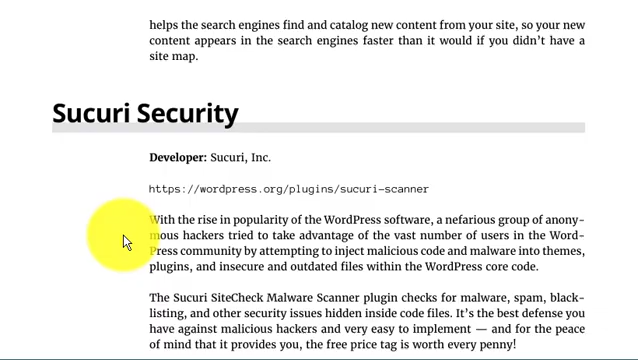 helps the search engines find and catalog new content from your site, so your new
content appears in the search engines faster than it would if you didn’t have a
site map.
Sucuri Security
Developer: Sucuri, Inc.
https://wordpress.org/plugins/sucuri-scanner
With the rise in popularity of the WordPress software, a nefarious group of anony-
mous hackers tried to take advantage of the vast number of users in the Word-
Press community by attempting to inject malicious code and malware into themes,
plugins, and insecure and outdated files within the WordPress core code.
The Sucuri SiteCheck Malware Scanner plugin checks for malware, spam, black-
listing, and other security issues hidden inside code files. It’s the best defense you
have against malicious hackers and very easy to implement — and for the peace
of mind that it provides you, the free price tag is worth every penny!